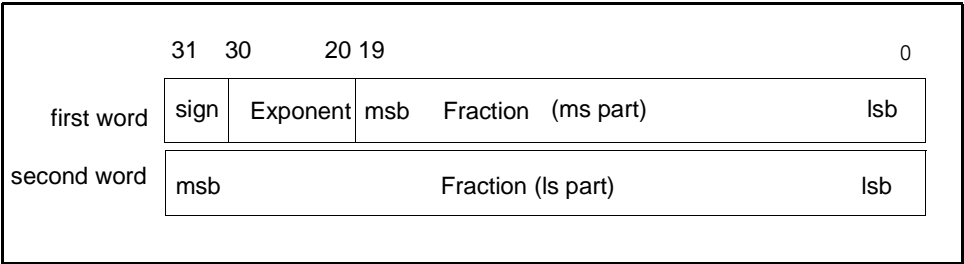 31 30 20 19 0
first word sign Exponent msb Fraction (ms part) lsb
second word msb Fraction (ls part) lsb